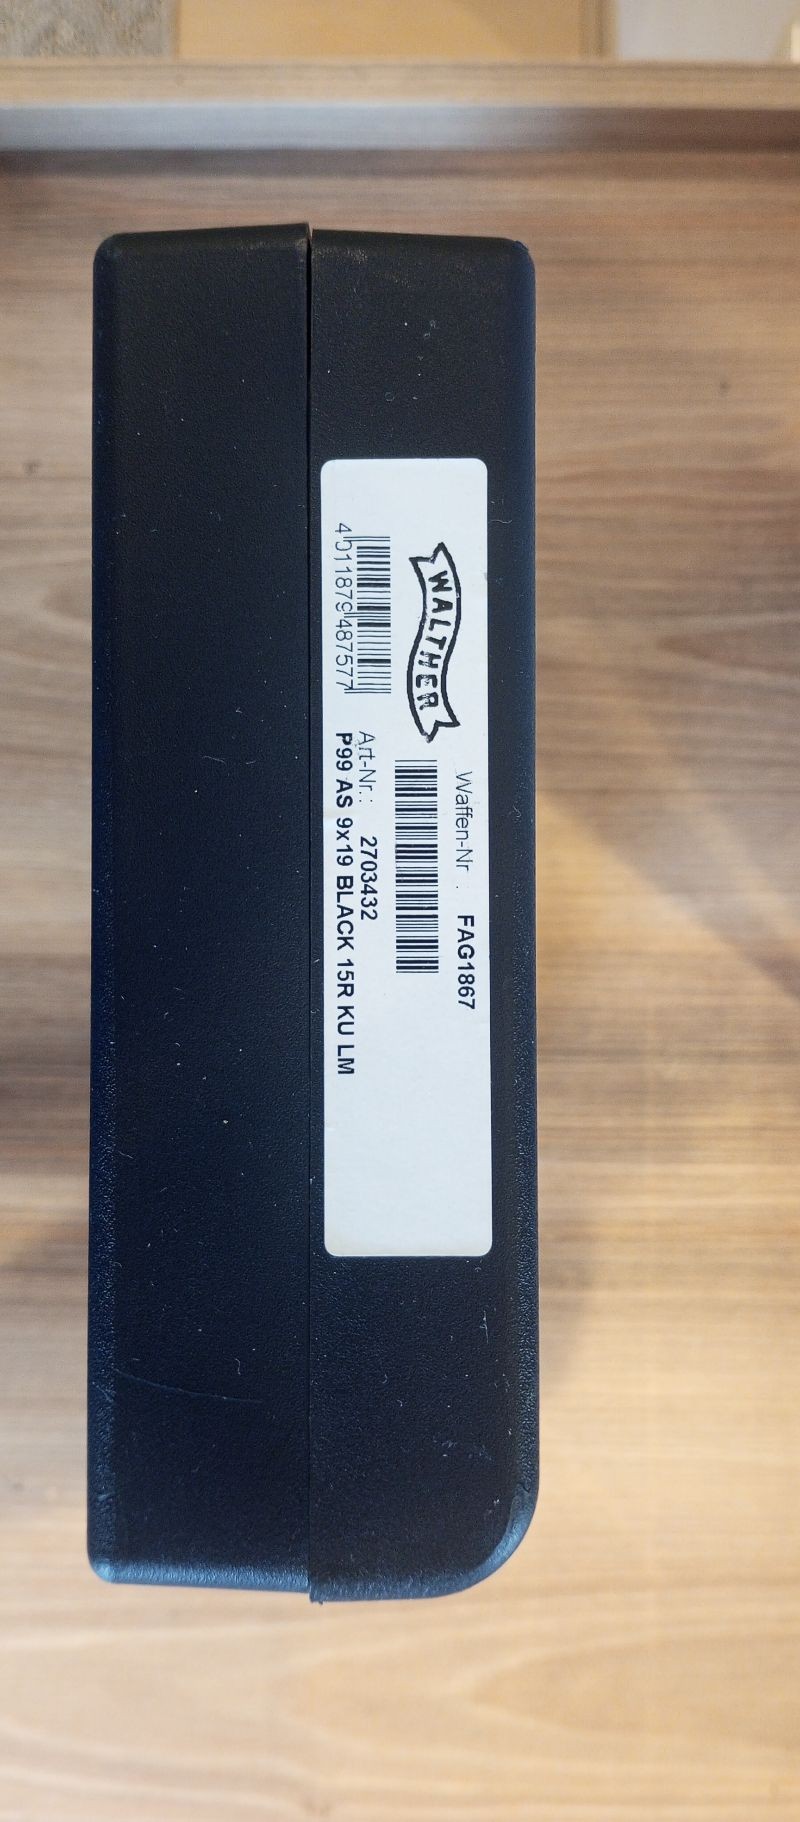 WALTHER
Waffen-Nr : FAG1867
4011879487577
Art-Nr.: 2703432
P99 AS 9x19 BLACK 15R KU LM